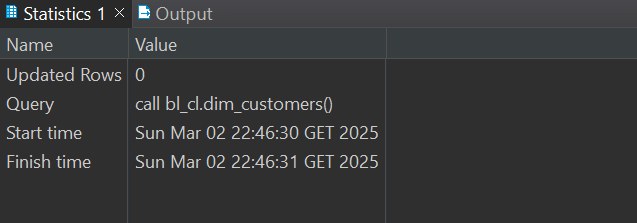 Statistics 1 Output
Name Value
Updated Rows 0
Query call bl_cl.dim_customers()
Start time Sun Mar 02 22:46:30 GET 2025
Finish time Sun Mar 02 22:46:31 GET 2025